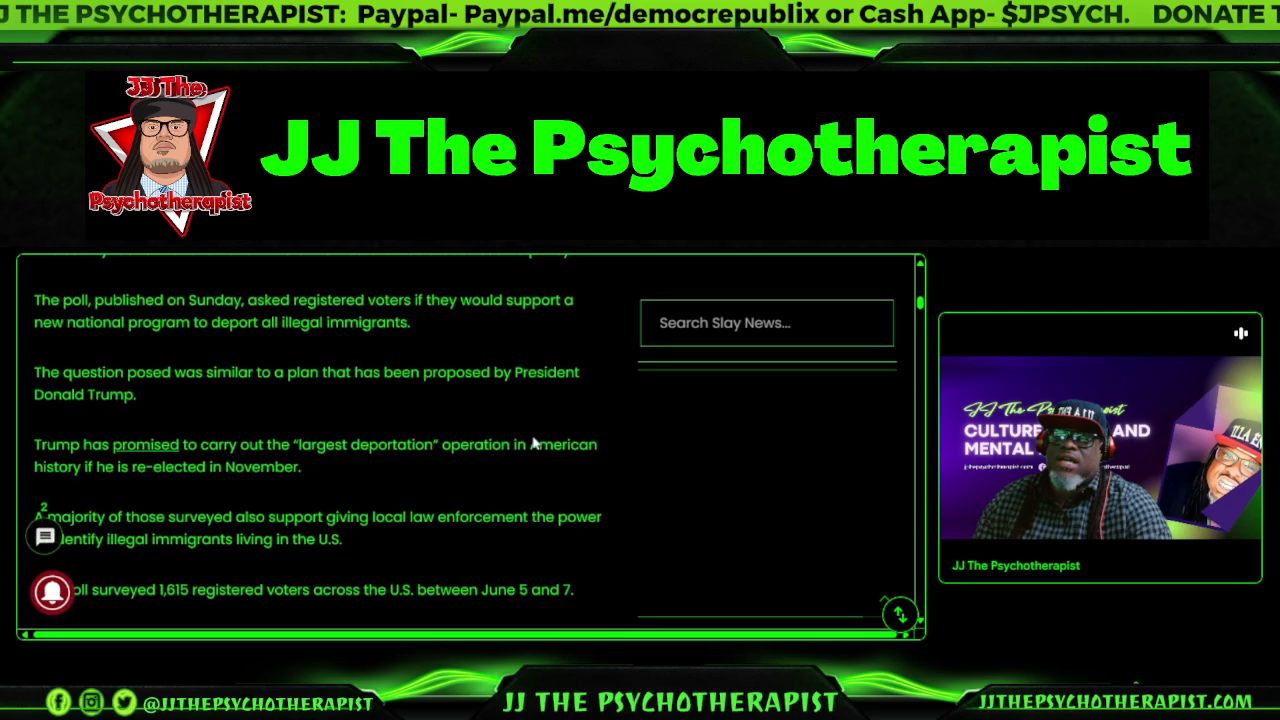 J THE PSYCHOTHERAPIST: Paypal- Paypal.me/democrepublix or Cash App- $JPSYCH. DONATE T
JJ The
Psychotherapist
JJ The Psychotherapist
The poll, published on Sunday, asked registered voters if they would support a
new national program to deport all illegal immigrants.
The question posed was similar to a plan that has been proposed by President
Donald Trump.
Trump has promised to carry out the “largest deportation” operation in American
history if he is re-elected in November.
2
A majority of those surveyed also support giving local law enforcement the power
dentify illegal immigrants living in the U.S.
oll surveyed 1,615 registered voters across the U.S. between June 5 and 7.
Search Slay News...
JJ The
CULTURE AND
MENTAL
JJ The Psychotherapist
@JJTHEPSYCHOTHERAPIST
JJ THE PSYCHOTHERAPIST
JJTHEPSYCHOTHERAPIST.COM